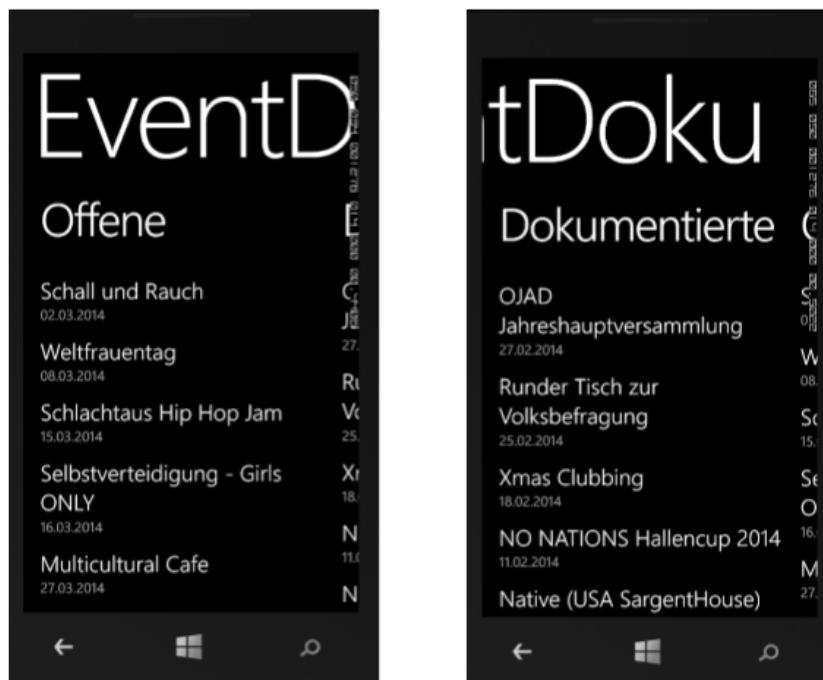 EventD
Offene
Schall und Rauch
02.03.2014
Weltfrauentag
08.03.2014
Schlachtaus Hip Hop Jam
15.03.2014
Selbstverteidigung - Girls
ONLY
16.03.2014
Multicultural Cafe
27.03.2014
tDoku
Dokumentierte
OJAD
Jahreshauptversammlung
27.02.2014
Runder Tisch zur
Volksbefragung
25.02.2014
Xmas Clubbing
18.02.2014
NO NATIONS Hallencup 2014
11.02.2014
Native (USA SargentHouse)